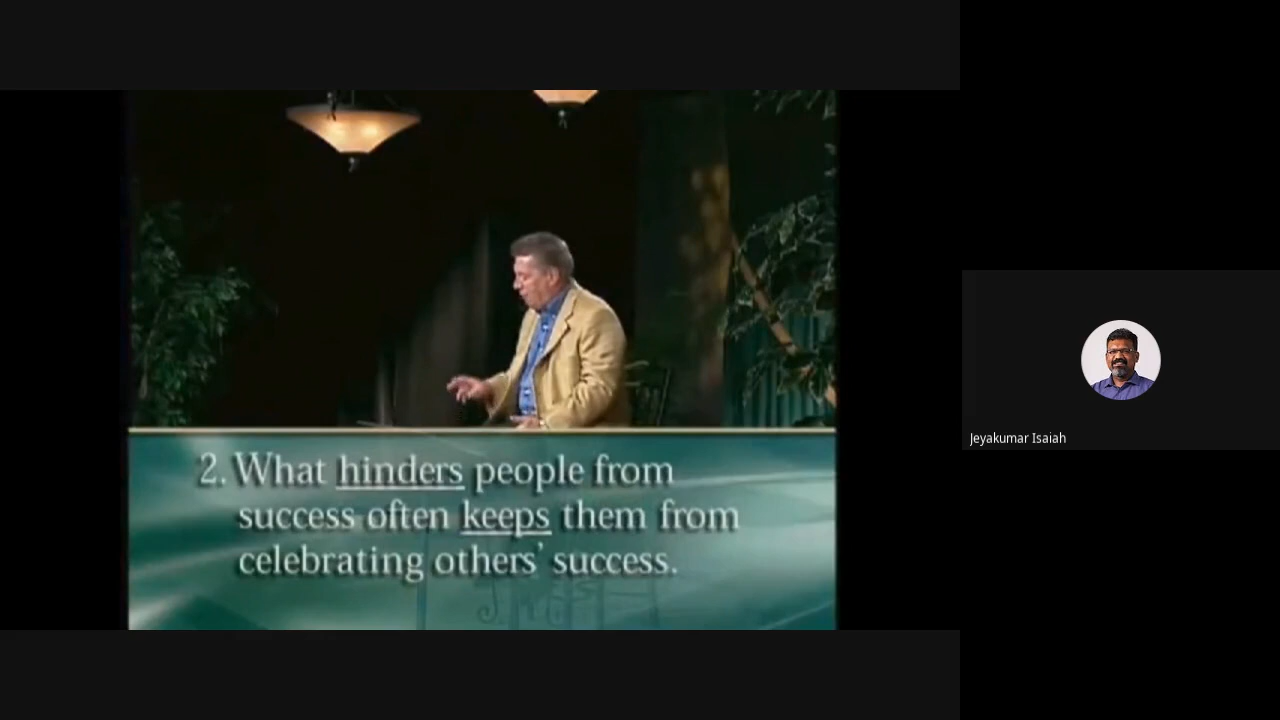 2. What hinders people from
success often keeps them from
celebrating others' success.
Jeyakumar Isaiah